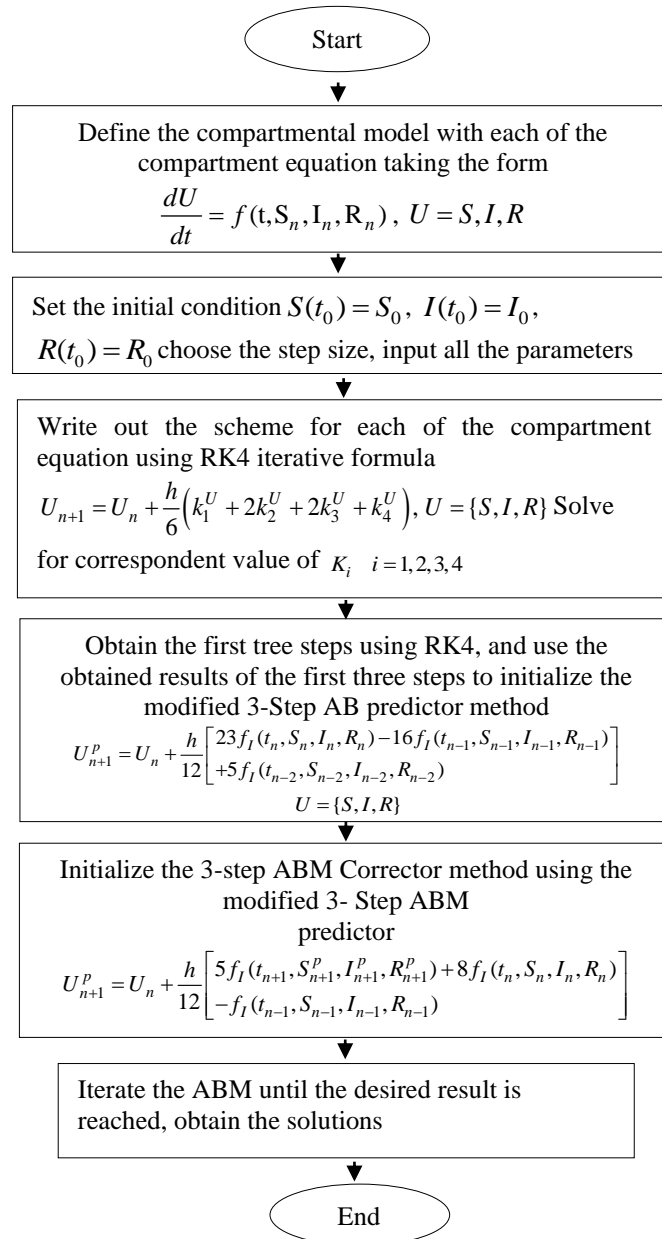 Start
Define the compartmental model with each of the
compartment equation taking the form
dU/dt = f(t,S_n,I_n,R_n) , U = S,I,R
Set the initial condition S(t_0) = S_0, I(t_0) = I_0,
R(t_0) = R_0 choose the step size, input all the parameters
Write out the scheme for each of the compartment
equation using RK4 iterative formula
U_{n+1} = U_n + h/6 (k_1^U + 2k_2^U + 2k_3^U + k_4^U), U = {S,I,R} Solve
for correspondent value of K_i i=1,2,3,4
Obtain the first tree steps using RK4, and use the
obtained results of the first three steps to initialize the
modified 3-Step AB predictor method
U_{n+1}^p = U_n + h/12 [23f_I(t_n,S_n,I_n,R_n) −16f_I(t_{n−1},S_{n−1},I_{n−1},R_{n−1})
+5f_I(t_{n−2},S_{n−2},I_{n−2},R_{n−2})]
U = {S,I,R}
Initialize the 3-step ABM Corrector method using the
modified 3- Step ABM
predictor
U_{n+1}^p = U_n + h/12 [5f_I(t_{n+1},S_{n+1}^p,I_{n+1}^p,R_{n+1}^p) +8f_I(t_n,S_n,I_n,R_n)
−f_I(t_{n−1},S_{n−1},I_{n−1},R_{n−1})]
Iterate the ABM until the desired result is
reached, obtain the solutions
End